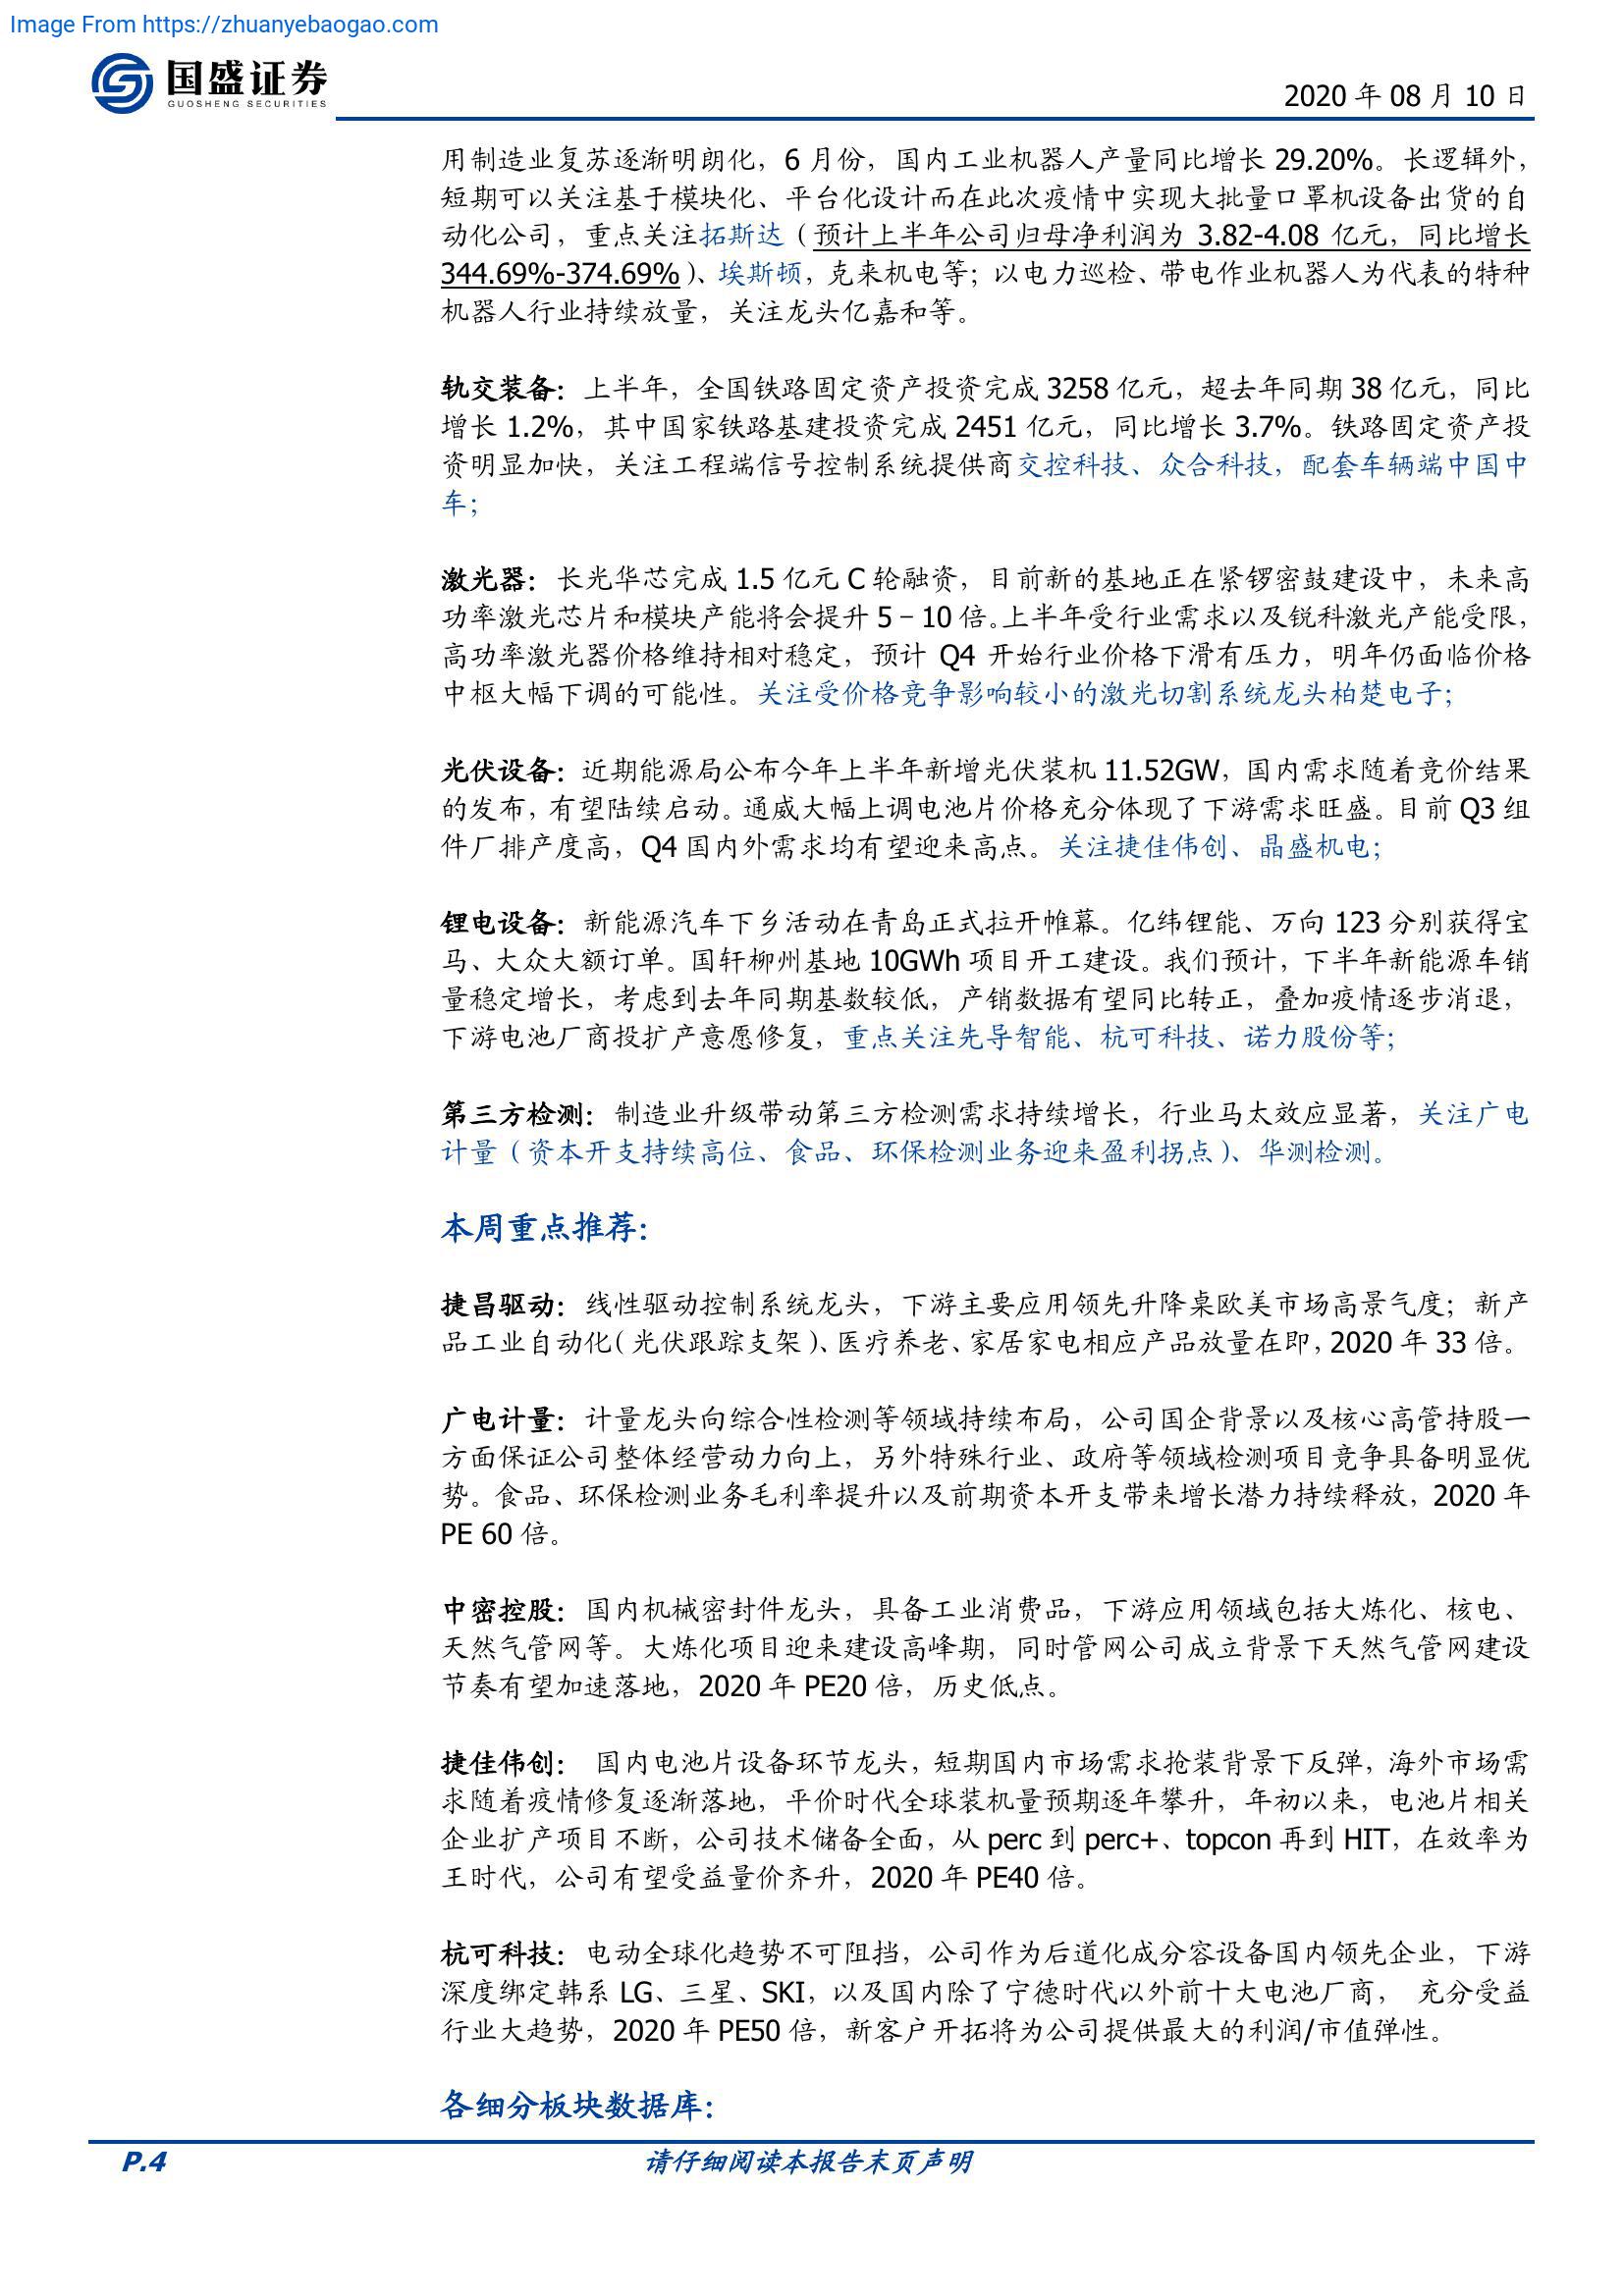 Image From https://zhuanyebaogao.com
国盛证券
GUOSHENG SECURITIES
2020 年 08 月 10 日
用制造业复苏逐渐明朗化，6 月份，国内工业机器人产量同比增长 29.20%。长逻辑外，
短期可以关注基于模块化、平台化设计而在此次疫情中实现大批量口罩机设备出货的自
动化公司，重点关注拓斯达（预计上半年公司归母净利润为 3.82-4.08 亿元，同比增长
344.69%-374.69%）、埃斯顿，克来机电等；以电力巡检、带电作业机器人为代表的特种
机器人行业持续放量，关注龙头亿嘉和等。
轨交装备：上半年，全国铁路固定资产投资完成 3258 亿元，超去年同期 38 亿元，同比
增长 1.2%，其中国家铁路基建投资完成 2451 亿元，同比增长 3.7%。铁路固定资产投
资明显加快，关注工程端信号控制系统提供商交控科技、众合科技，配套车辆端中国中
车；
激光器：长光华芯完成 1.5 亿元 C 轮融资，目前新的基地正在紧锣密鼓建设中，未来高
功率激光芯片和模块产能将会提升 5－10 倍。上半年受行业需求以及锐科激光产能受限，
高功率激光器价格维持相对稳定，预计 Q4 开始行业价格下滑有压力，明年仍面临价格
中枢大幅下调的可能性。关注受价格竞争影响较小的激光切割系统龙头柏楚电子；
光伏设备：近期能源局公布今年上半年新增光伏装机 11.52GW，国内需求随着竞价结果
的发布，有望陆续启动。通威大幅上调电池片价格充分体现了下游需求旺盛。目前 Q3 组
件厂排产度高，Q4 国内外需求均有望迎来高点。关注捷佳伟创、晶盛机电；
锂电设备：新能源汽车下乡活动在青岛正式拉开帷幕。亿纬锂能、万向 123 分别获得宝
马、大众大额订单。国轩柳州基地 10GWh 项目开工建设。我们预计，下半年新能源车销
量稳定增长，考虑到去年同期基数较低，产销数据有望同比转正，叠加疫情逐步消退，
下游电池厂商投扩产意愿修复，重点关注先导智能、杭可科技、诺力股份等；
第三方检测：制造业升级带动第三方检测需求持续增长，行业马太效应显著，关注广电
计量（资本开支持续高位、食品、环保检测业务迎来盈利拐点）、华测检测。
本周重点推荐：
捷昌驱动：线性驱动控制系统龙头，下游主要应用领先升降桌欧美市场高景气度；新产
品工业自动化（光伏跟踪支架）、医疗养老、家居家电相应产品放量在即，2020 年 33 倍。
广电计量：计量龙头向综合性检测等领域持续布局，公司国企背景以及核心高管持股一
方面保证公司整体经营动力向上，另外特殊行业、政府等领域检测项目竞争具备明显优
势。食品、环保检测业务毛利率提升以及前期资本开支带来增长潜力持续释放，2020 年
PE 60 倍。
中密控股：国内机械密封件龙头，具备工业消费品，下游应用领域包括大炼化、核电、
天然气管网等。大炼化项目迎来建设高峰期，同时管网公司成立背景下天然气管网建设
节奏有望加速落地，2020 年 PE20 倍，历史低点。
捷佳伟创： 国内电池片设备环节龙头，短期国内市场需求抢装背景下反弹，海外市场需
求随着疫情修复逐渐落地，平价时代全球装机量预期逐年攀升，年初以来，电池片相关
企业扩产项目不断，公司技术储备全面，从 perc 到 perc+、topcon 再到 HIT，在效率为
王时代，公司有望受益量价齐升，2020 年 PE40 倍。
杭可科技：电动全球化趋势不可阻挡，公司作为后道化成分容设备国内领先企业，下游
深度绑定韩系 LG、三星、SKI，以及国内除了宁德时代以外前十大电池厂商， 充分受益
行业大趋势，2020 年 PE50 倍，新客户开拓将为公司提供最大的利润/市值弹性。
各细分板块数据库：
P.4
请仔细阅读本报告末页声明